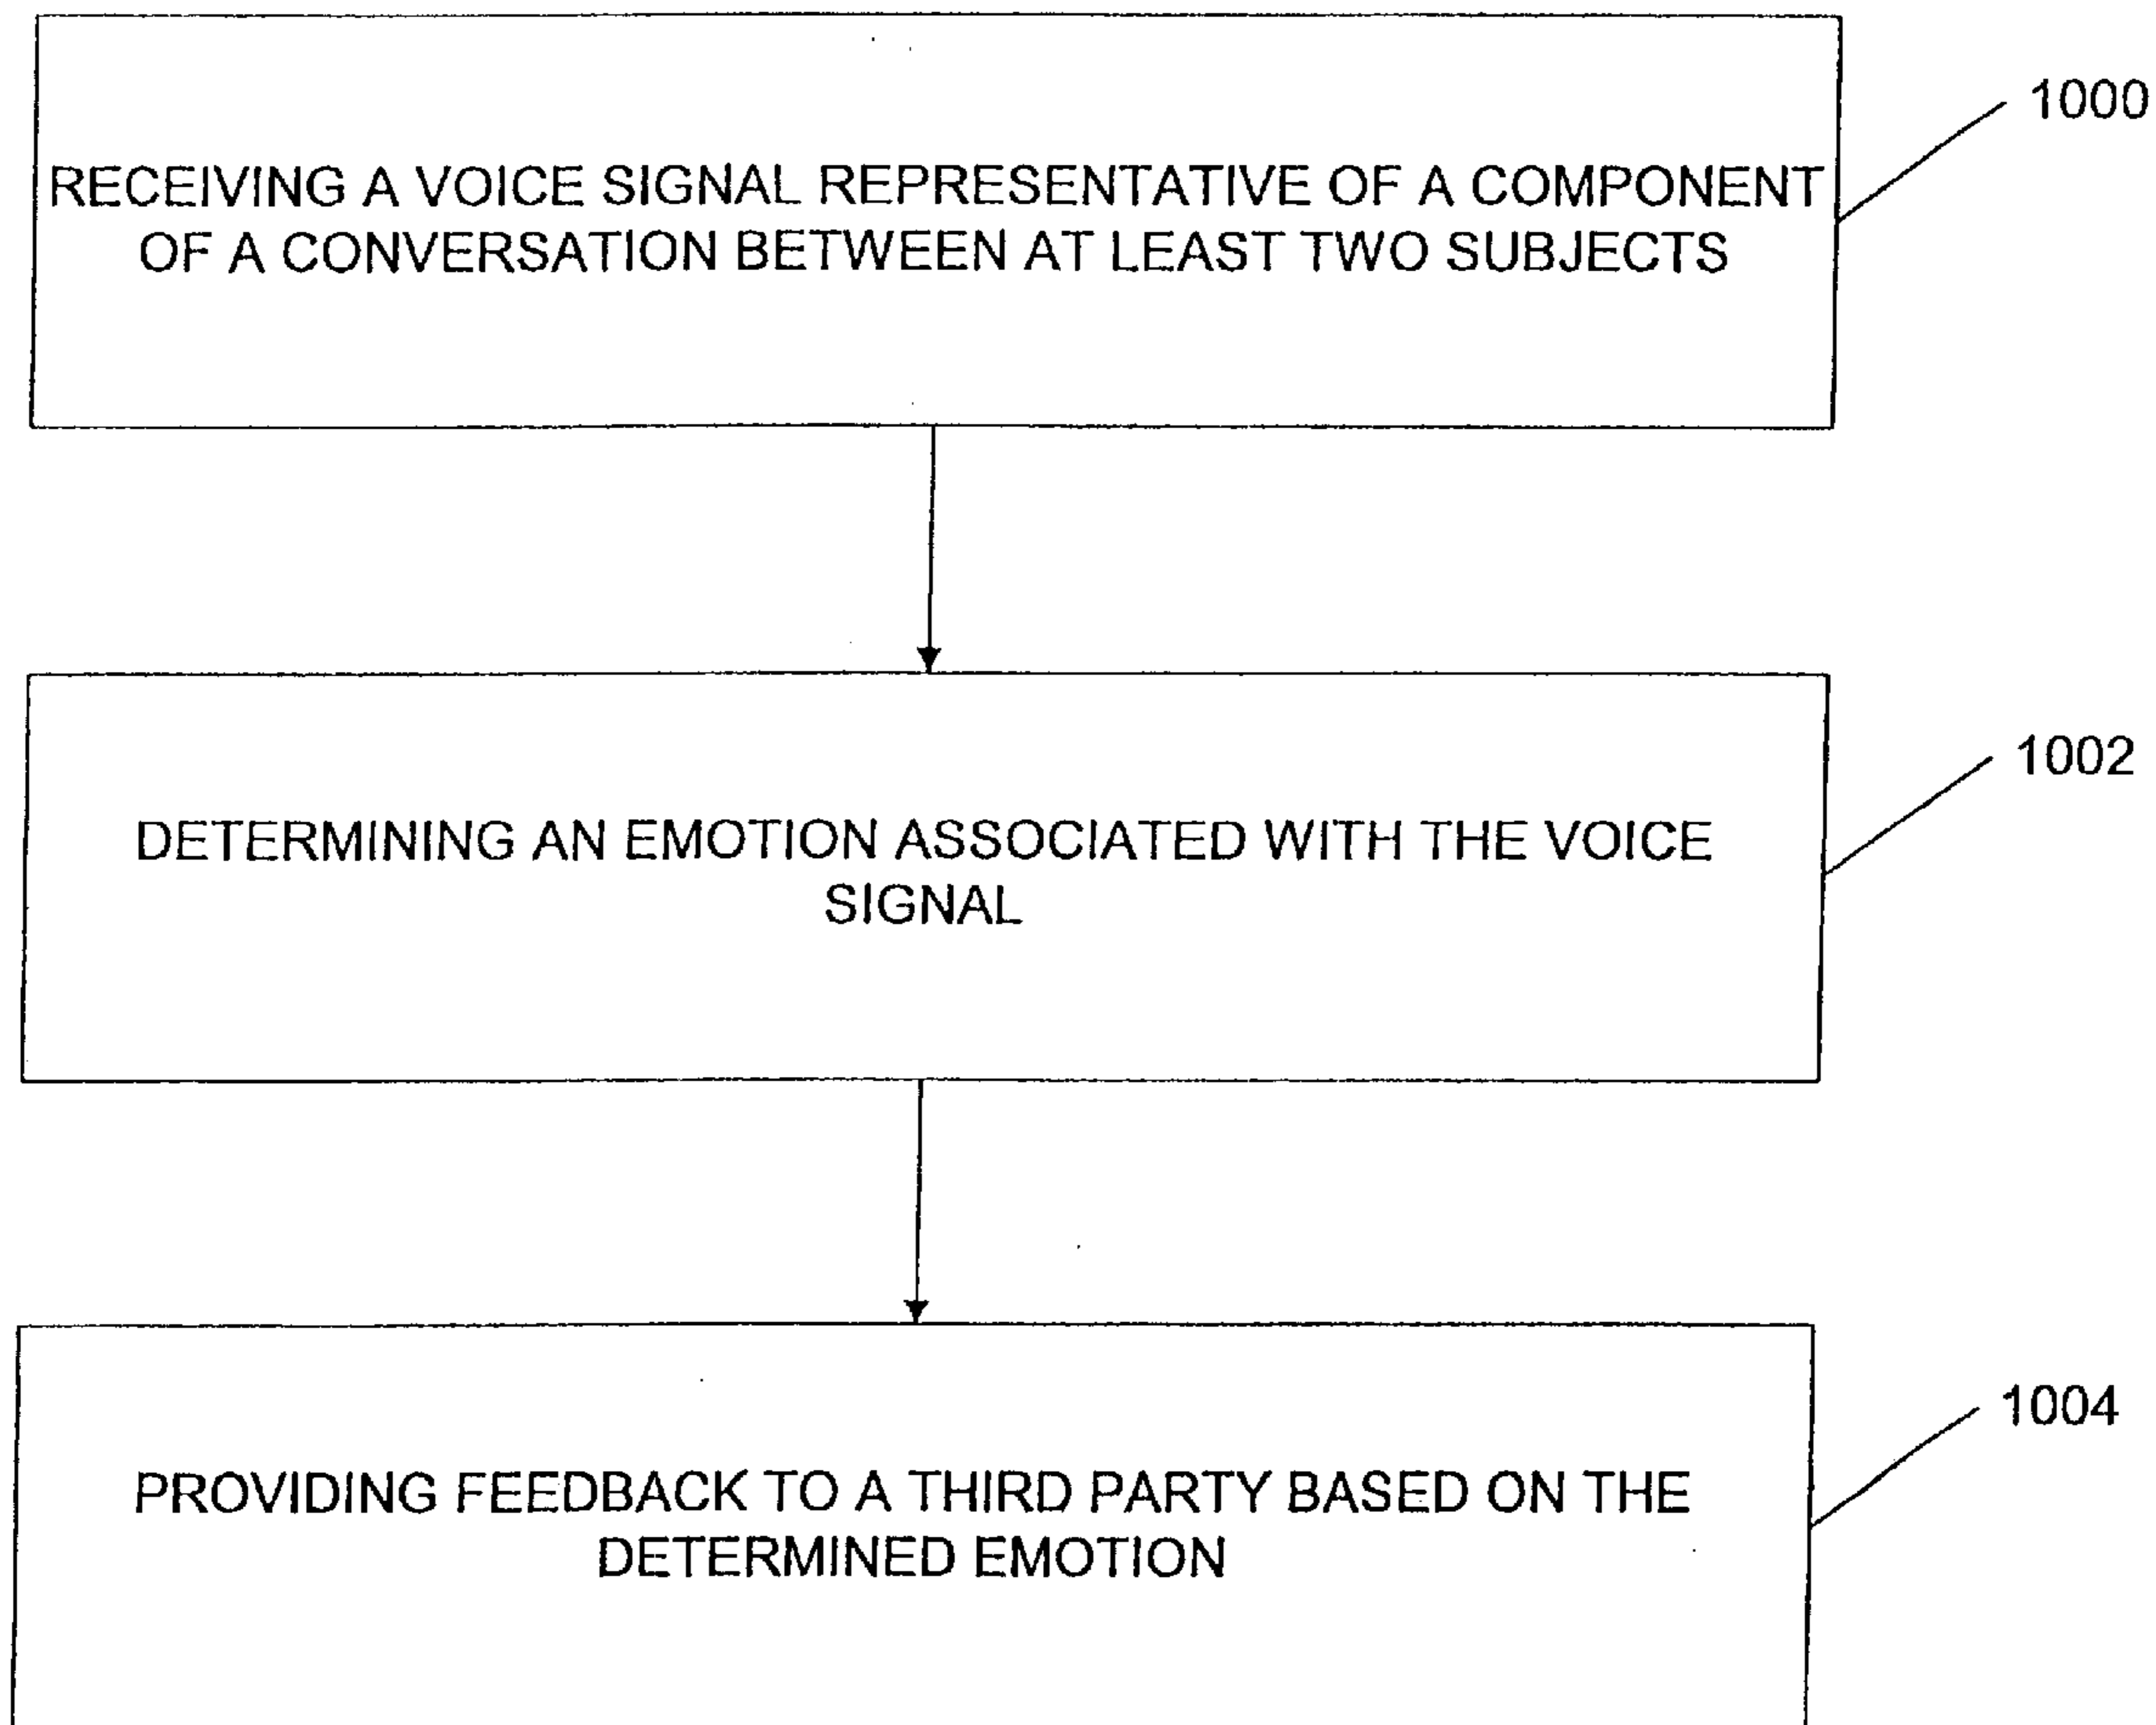 1000
RECEIVING A VOICE SIGNAL REPRESENTATIVE OF A COMPONENT
OF A CONVERSATION BETWEEN AT LEAST TWO SUBJECTS
1002
DETERMINING AN EMOTION ASSOCIATED WITH THE VOICE
SIGNAL
1004
PROVIDING FEEDBACK TO A THIRD PARTY BASED ON THE
DETERMINED EMOTION